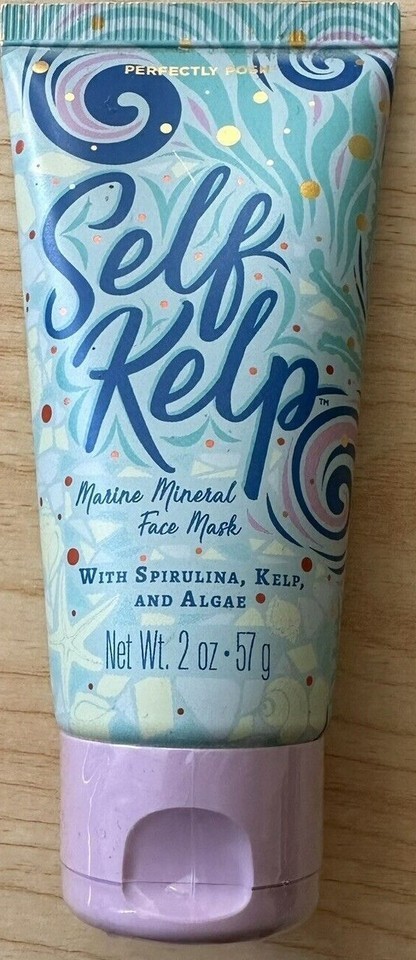 PERFECTLY POSH
Self
Kelp™
Marine Mineral
Face Mask
WITH SPIRULINA, KELP,
AND ALGAE
Net Wt. 2 oz • 57 g